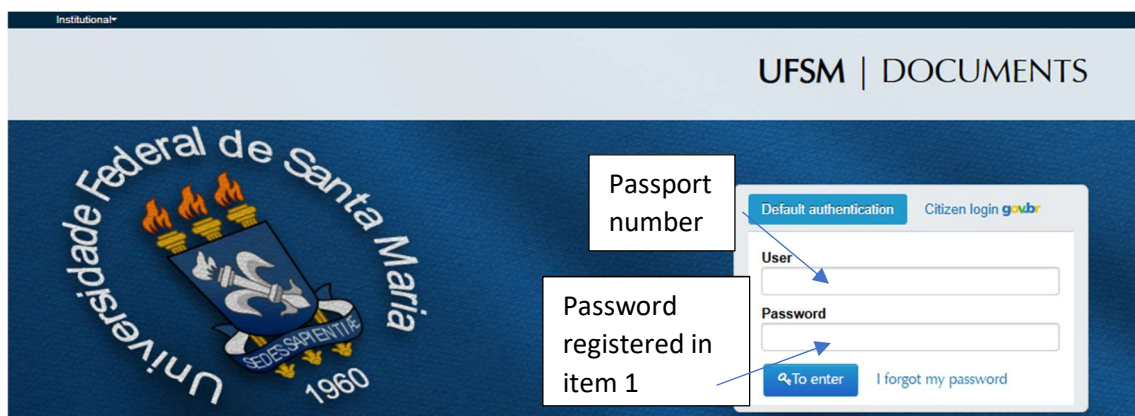 Institutional
UFSM | DOCUMENTS
Universidade Federal de Santa Maria
SEDES SAPIENTIÆ
1960
Passport
number
Default authentication Citizen login gov.br
User
Password
registered in
item 1
Password
To enter I forgot my password